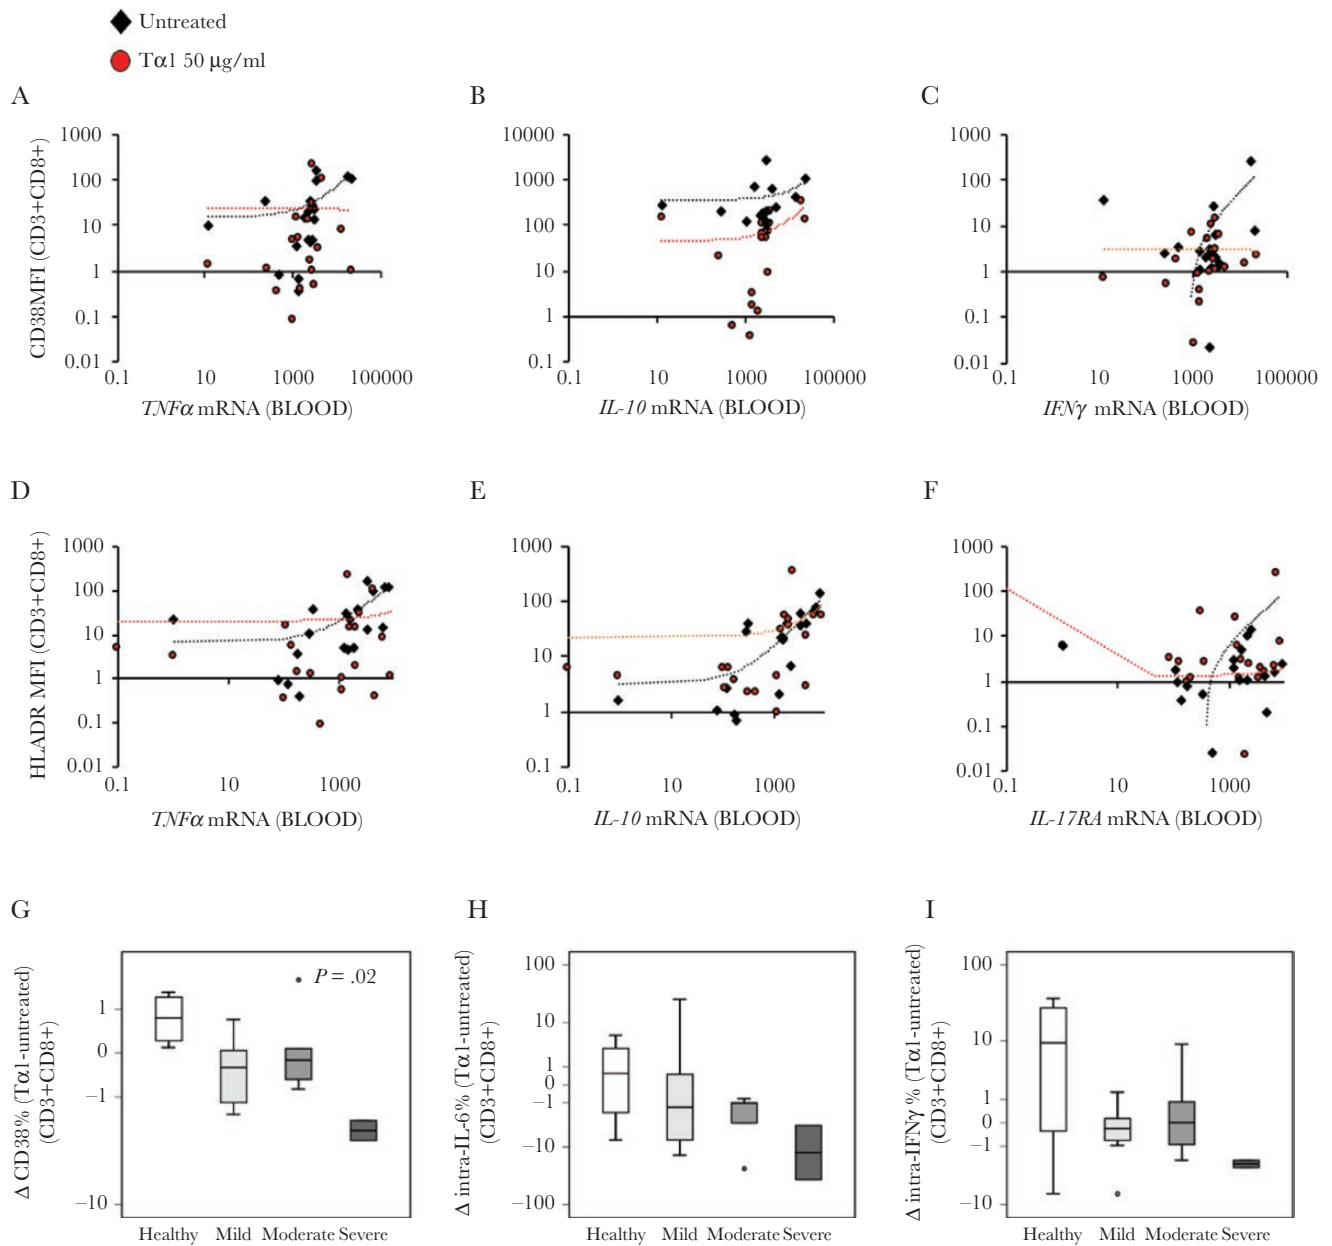 Untreated
Tα1 50 μg/ml
A
B
C
CD38MFI (CD3+CD8+)
1000
100
10
1
0.1
0.01
0.1
10
1000
100000
TNFα mRNA (BLOOD)
10000
1000
100
10
1
0.1
0.1
10
1000
100000
IL-10 mRNA (BLOOD)
1000
100
10
1
0.1
0.01
0.1
10
1000
100000
IFNγ mRNA (BLOOD)
D
E
F
HLADR MFI (CD3+CD8+)
1000
100
10
1
0.1
0.01
0.1
10
1000
TNFα mRNA (BLOOD)
1000
100
10
1
0.1
0.1
10
1000
IL-10 mRNA (BLOOD)
1000
100
10
1
0.1
0.01
0.1
10
1000
IL-17RA mRNA (BLOOD)
G
H
I
Δ CD38% (Tα1-untreated)
(CD3+CD8+)
1
0
−1
−10
P = .02
Healthy Mild Moderate Severe
Δ intra-IL-6% (Tα1-untreated)
(CD3+CD8+)
100
10
1
0
−1
−10
−100
Healthy Mild Moderate Severe
Δ intra-IFNγ % (Tα1-untreated)
(CD3+CD8+)
100
10
1
0
−1
−10
Healthy Mild Moderate Severe